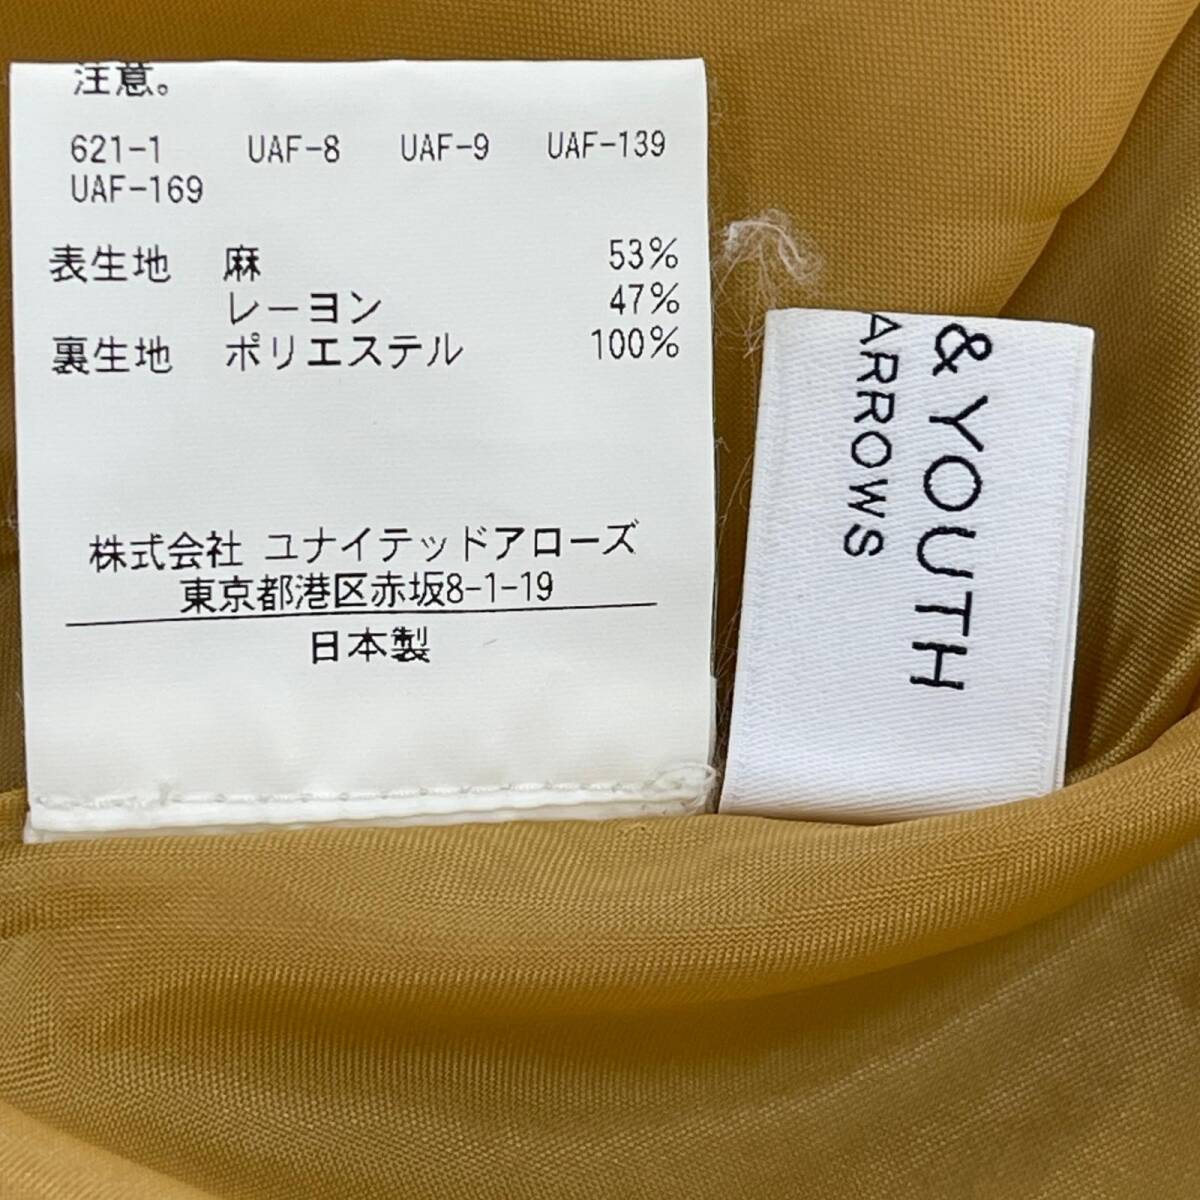 注意。
621-1 UAF-8 UAF-9 UAF-139
UAF-169
表生地 麻 53%
レーヨン 47%
裏生地 ポリエステル 100%
株式会社 ユナイテッドアローズ
東京都港区赤坂8-1-19
日本製
& YOUTH
ARROWS